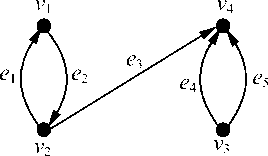 v₁ v₄
e₁ e₂ e₃ e₄ e₅
v₂ v₃